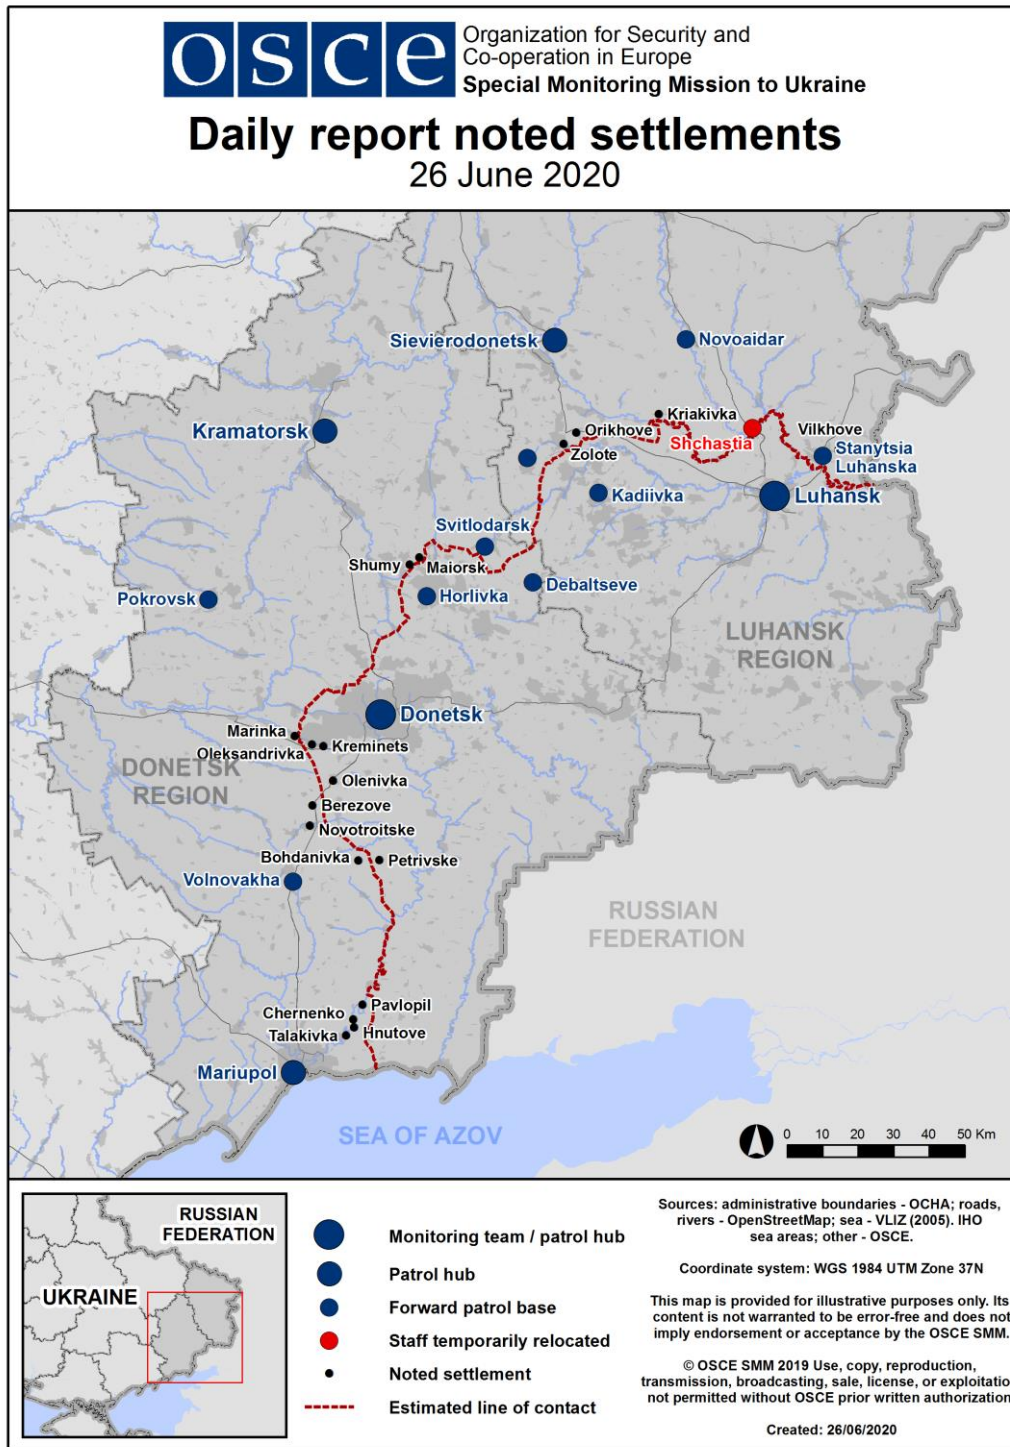 osce
Organization for Security and
Co-operation in Europe
Special Monitoring Mission to Ukraine
Daily report noted settlements
26 June 2020
Sievierodonetsk
Novoaidar
Kriakivka
Kramatorsk
Orikhove
Shchastia
Vilkhove
Zolote
Stanytsia
Luhanska
Kadiivka
Luhansk
Svitlodarsk
Shumy
Maiorsk
Debaltseve
Pokrovsk
Horlivka
LUHANSK
REGION
Donetsk
Marinka
Oleksandrivka
Kreminets
DONETSK
REGION
Olenivka
Berezove
Novotroitske
Bohdanivka
Petrivske
Volnovakha
RUSSIAN
FEDERATION
Pavlopil
Chernenko
Hnutove
Talakivka
Mariupol
SEA OF AZOV
0 10 20 30 40 50 Km
RUSSIAN
FEDERATION
UKRAINE
Monitoring team / patrol hub
Patrol hub
Forward patrol base
Staff temporarily relocated
Noted settlement
Estimated line of contact
Sources: administrative boundaries - OCHA; roads,
rivers - OpenStreetMap; sea - VLIZ (2005). IHO
sea areas; other - OSCE.
Coordinate system: WGS 1984 UTM Zone 37N
This map is provided for illustrative purposes only. Its
content is not warranted to be error-free and does not
imply endorsement or acceptance by the OSCE SMM.
© OSCE SMM 2019 Use, copy, reproduction,
transmission, broadcasting, sale, license, or exploitatio
not permitted without OSCE prior written authorization
Created: 26/06/2020